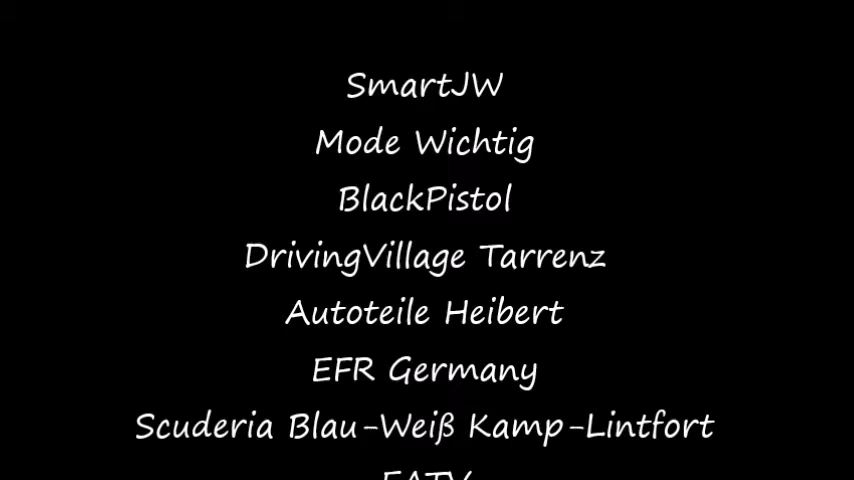 SmartJW
Mode Wichtig
BlackPistol
DrivingVillage Tarrenz
Autoteile Heibert
EFR Germany
Scuderia Blau-Weiß Kamp-Lintfort